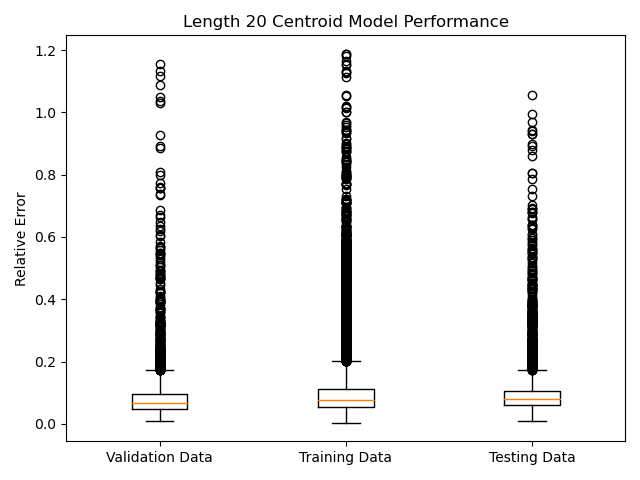 Length 20 Centroid Model Performance
Relative Error
1.2
1.0
0.8
0.6
0.4
0.2
0.0
Validation Data
Training Data
Testing Data